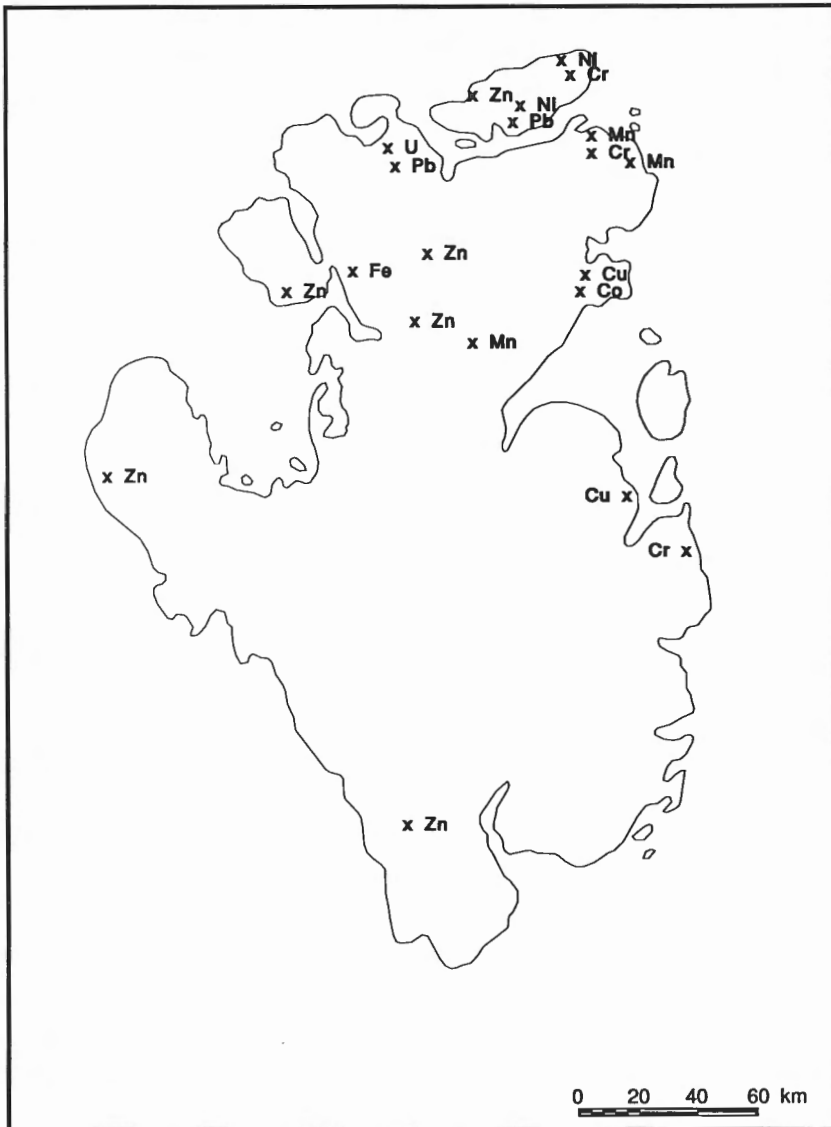 x Ni
x Cr
x Zn
x Ni
x Pb
x Mn
x Cr
x Mn
x U
x Pb
x Zn
x Fe
x Cu
x Zn
x Co
x Zn
x Mn
x Zn
Cu x
Cr x
x Zn
0 20 40 60 km